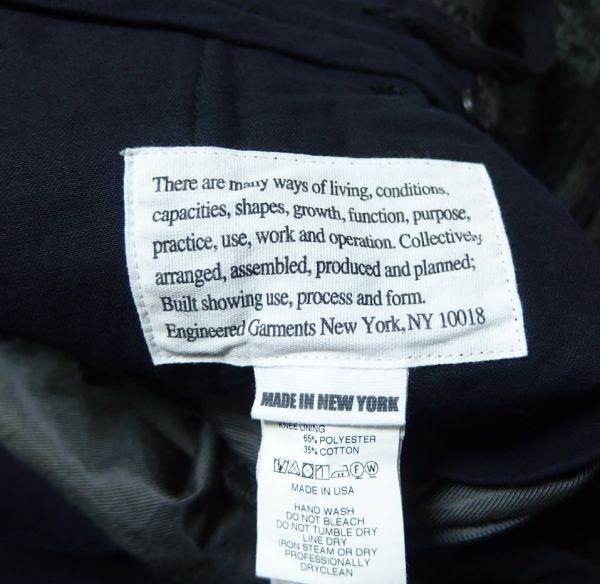 There are many ways of living, conditions,
capacities, shapes, growth, function, purpose,
practice, use, work and operation. Collectively
arranged, assembled, produced and planned;
Built showing use, process and form.
Engineered Garments New York, NY 10018
MADE IN NEW YORK
KNEE LINING
65% POLYESTER
35% COTTON
F W
MADE IN USA
HAND WASH
DO NOT BLEACH
DO NOT TUMBLE DRY
LINE DRY
IRON STEAM OR DRY
PROFESSIONALLY
DRYCLEAN